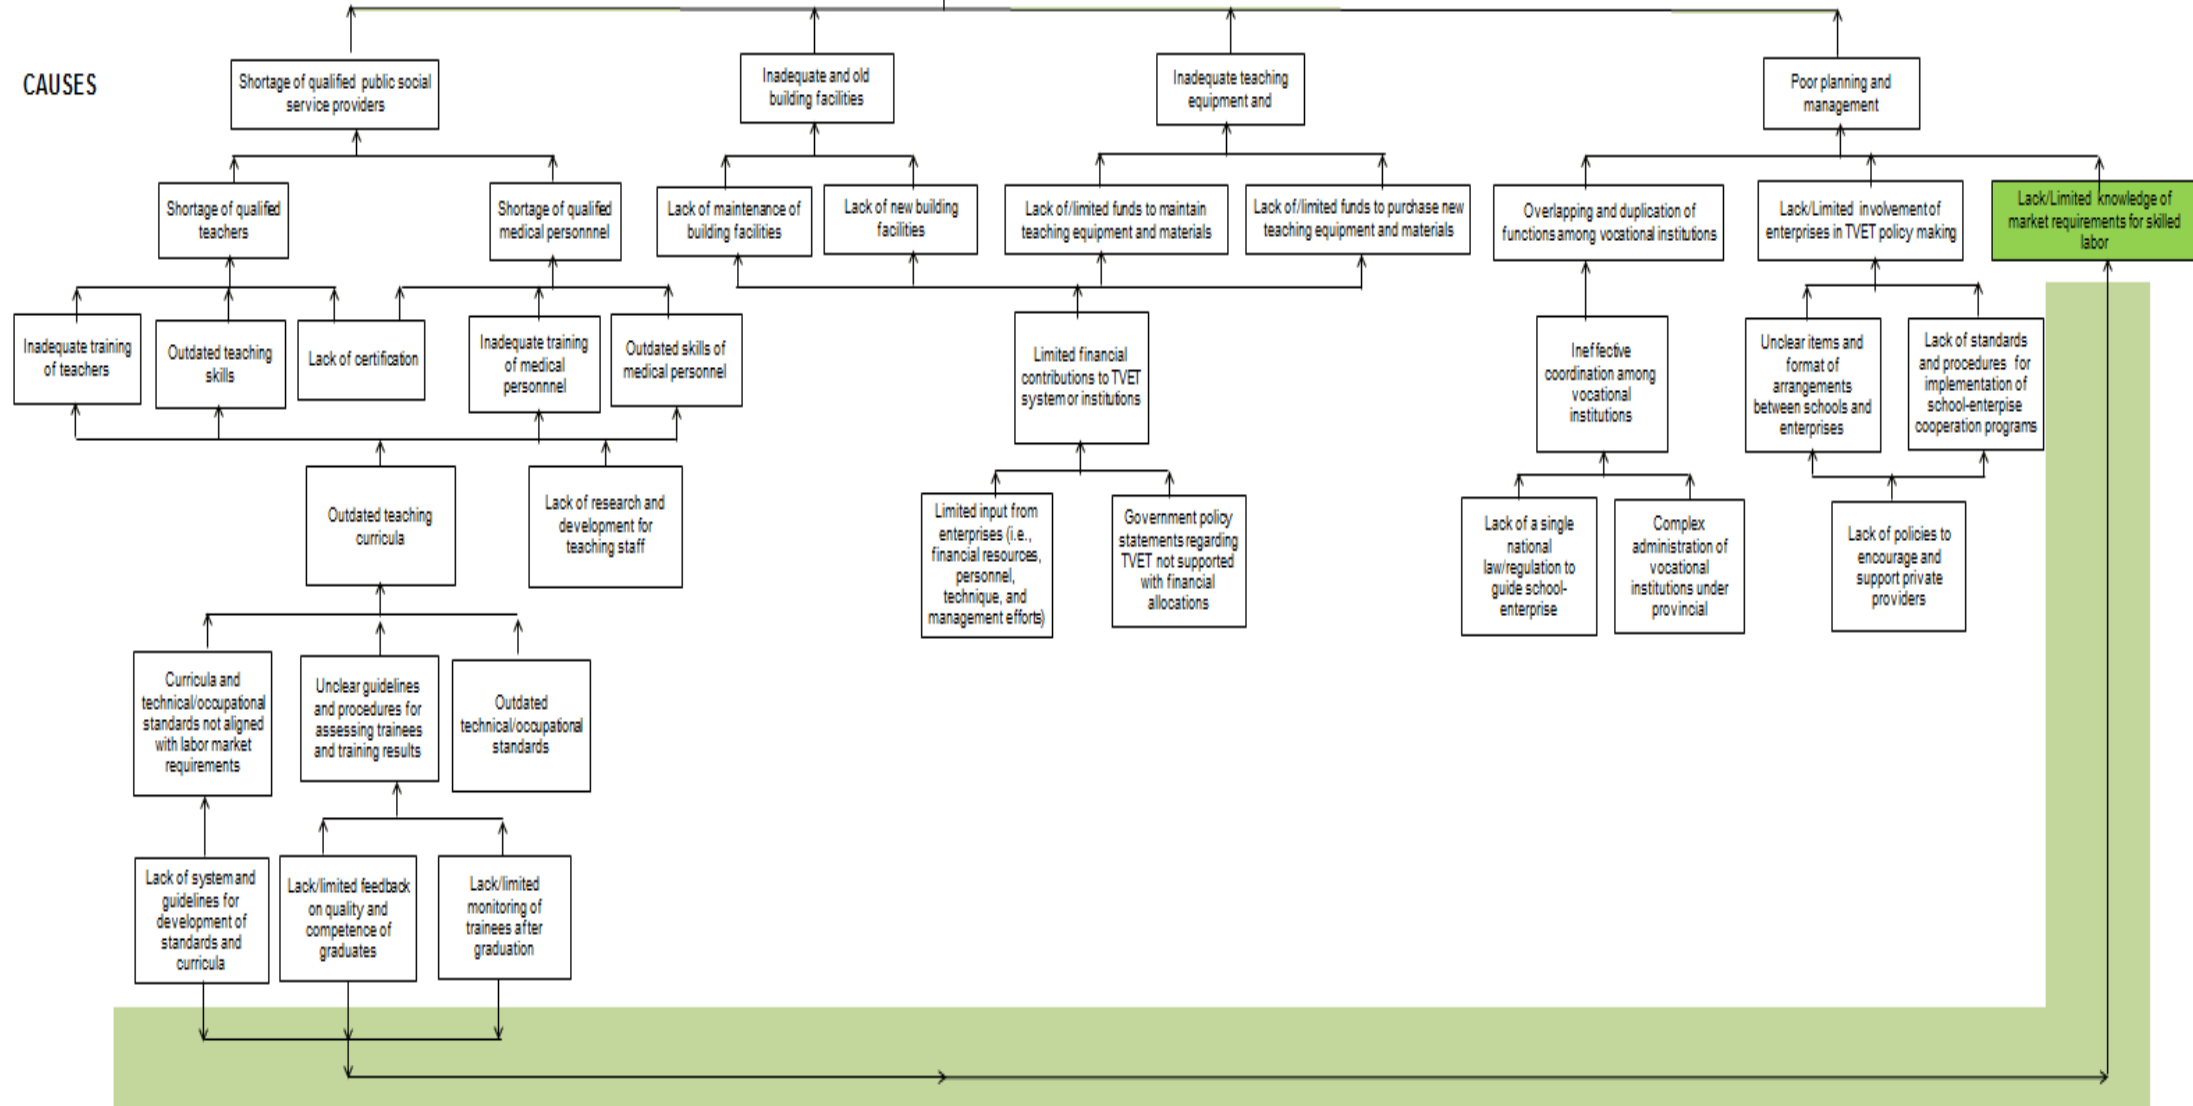 CAUSES
Shortage of qualified public social
service providers
Inadequate and old
building facilities
Inadequate teaching
equipment and
Poor planning and
management
Shortage of qualified
teachers
Shortage of qualified
medical personnnel
Lack of maintenance of
building facilities
Lack of new building
facilities
Lack of/limited funds to maintain
teaching equipment and materials
Lack of/limited funds to purchase new
teaching equipment and materials
Overlapping and duplication of
functions among vocational institutions
Lack/Limited involvement of
enterprises in TVET policy making
Lack/Limited knowledge of
market requirements for skilled
labor
Inadequate training
of teachers
Outdated teaching
skills
Lack of certification
Inadequate training
of medical
personnnel
Outdated skills of
medical personnel
Limited financial
contributions to TVET
system or institutions
Ineffective
coordination among
vocational
institutions
Unclear items and
format of
arrangements
between schools and
enterprises
Lack of standards
and procedures for
implementation of
school-enterpise
cooperation programs
Outdated teaching
curricula
Lack of research and
development for
teaching staff
Limited input from
enterprises (i.e.,
financial resources,
personnel,
technique, and
management efforts)
Government policy
statements regarding
TVET not supported
with financial
allocations
Lack of a single
national
law/regulation to
guide school-
enterprise
Complex
administration of
vocational
institutions under
provincial
Lack of policies to
encourage and
support private
providers
Curricula and
technical/occupational
standards not aligned
with labor market
requirements
Unclear guidelines
and procedures for
assessing trainees
and training results
Outdated
technical/occupational
standards
Lack of system and
guidelines for
development of
standards and
curricula
Lack/limited feedback
on quality and
competence of
graduates
Lack/limited
monitoring of
trainees after
graduation